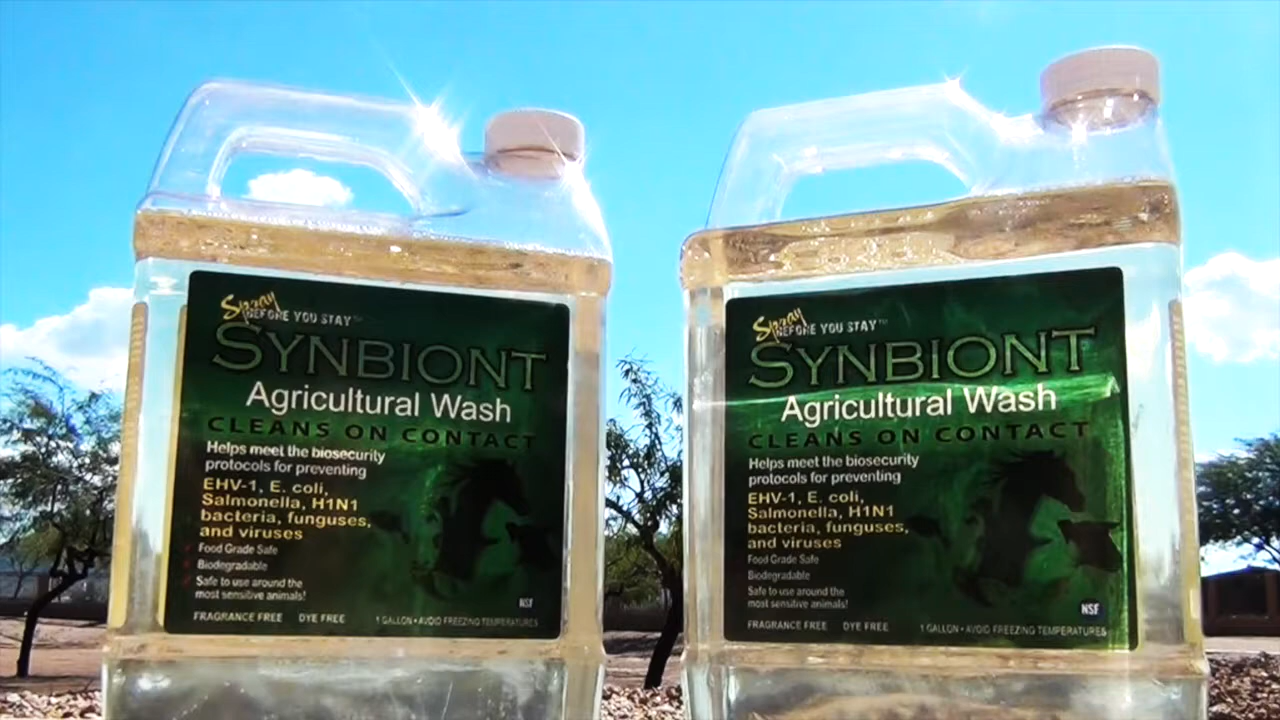 Spray
BEFORE YOU STAY™
SYNBIONT
Agricultural Wash
CLEANS ON CONTACT
Helps meet the biosecurity
protocols for preventing
EHV-1, E. coli,
Salmonella, H1N1
bacteria, funguses,
and viruses
Food Grade Safe
Biodegradable
Safe to use around the
most sensitive animals!
NSF
FRAGRANCE FREE DYE FREE 1 GALLON • AVOID FREEZING TEMPERATURES
Spray
BEFORE YOU STAY™
SYNBIONT
Agricultural Wash
CLEANS ON CONTACT
Helps meet the biosecurity
protocols for preventing
EHV-1, E. coli,
Salmonella, H1N1
bacteria, funguses,
and viruses
Food Grade Safe
Biodegradable
Safe to use around the
most sensitive animals!
NSF
FRAGRANCE FREE DYE FREE 1 GALLON • AVOID FREEZING TEMPERATURES